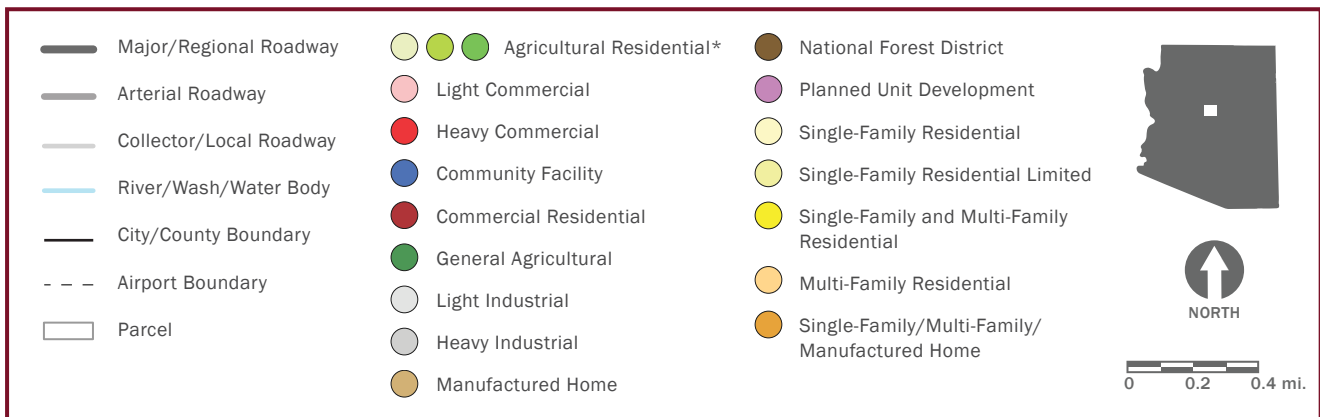 Major/Regional Roadway
Arterial Roadway
Collector/Local Roadway
River/Wash/Water Body
City/County Boundary
Airport Boundary
Parcel
Agricultural Residential*
Light Commercial
Heavy Commercial
Community Facility
Commercial Residential
General Agricultural
Light Industrial
Heavy Industrial
Manufactured Home
National Forest District
Planned Unit Development
Single-Family Residential
Single-Family Residential Limited
Single-Family and Multi-Family
Residential
Multi-Family Residential
Single-Family/Multi-Family/
Manufactured Home
NORTH
0 0.2 0.4 mi.